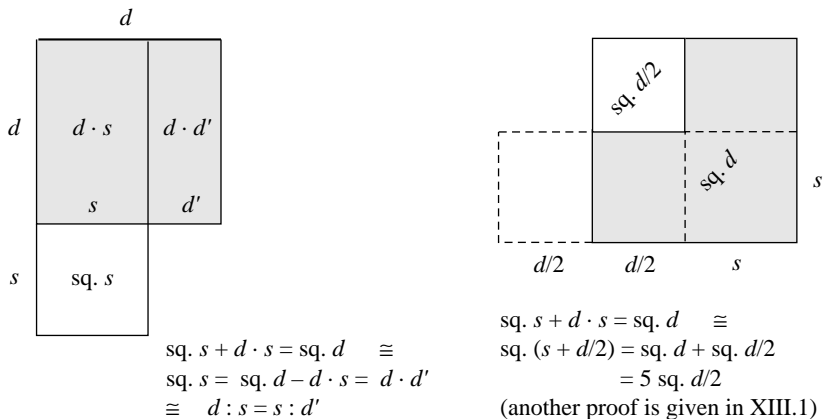 d
d
d · s
d · d'
s
d'
s
sq. s
sq. s + d · s = sq. d ≅
sq. s = sq. d – d · s = d · d'
≅ d : s = s : d'
sq. d/2
sq. d
s
d/2
d/2
s
sq. s + d · s = sq. d ≅
sq. (s + d/2) = sq. d + sq. d/2
= 5 sq. d/2
(another proof is given in XIII.1)